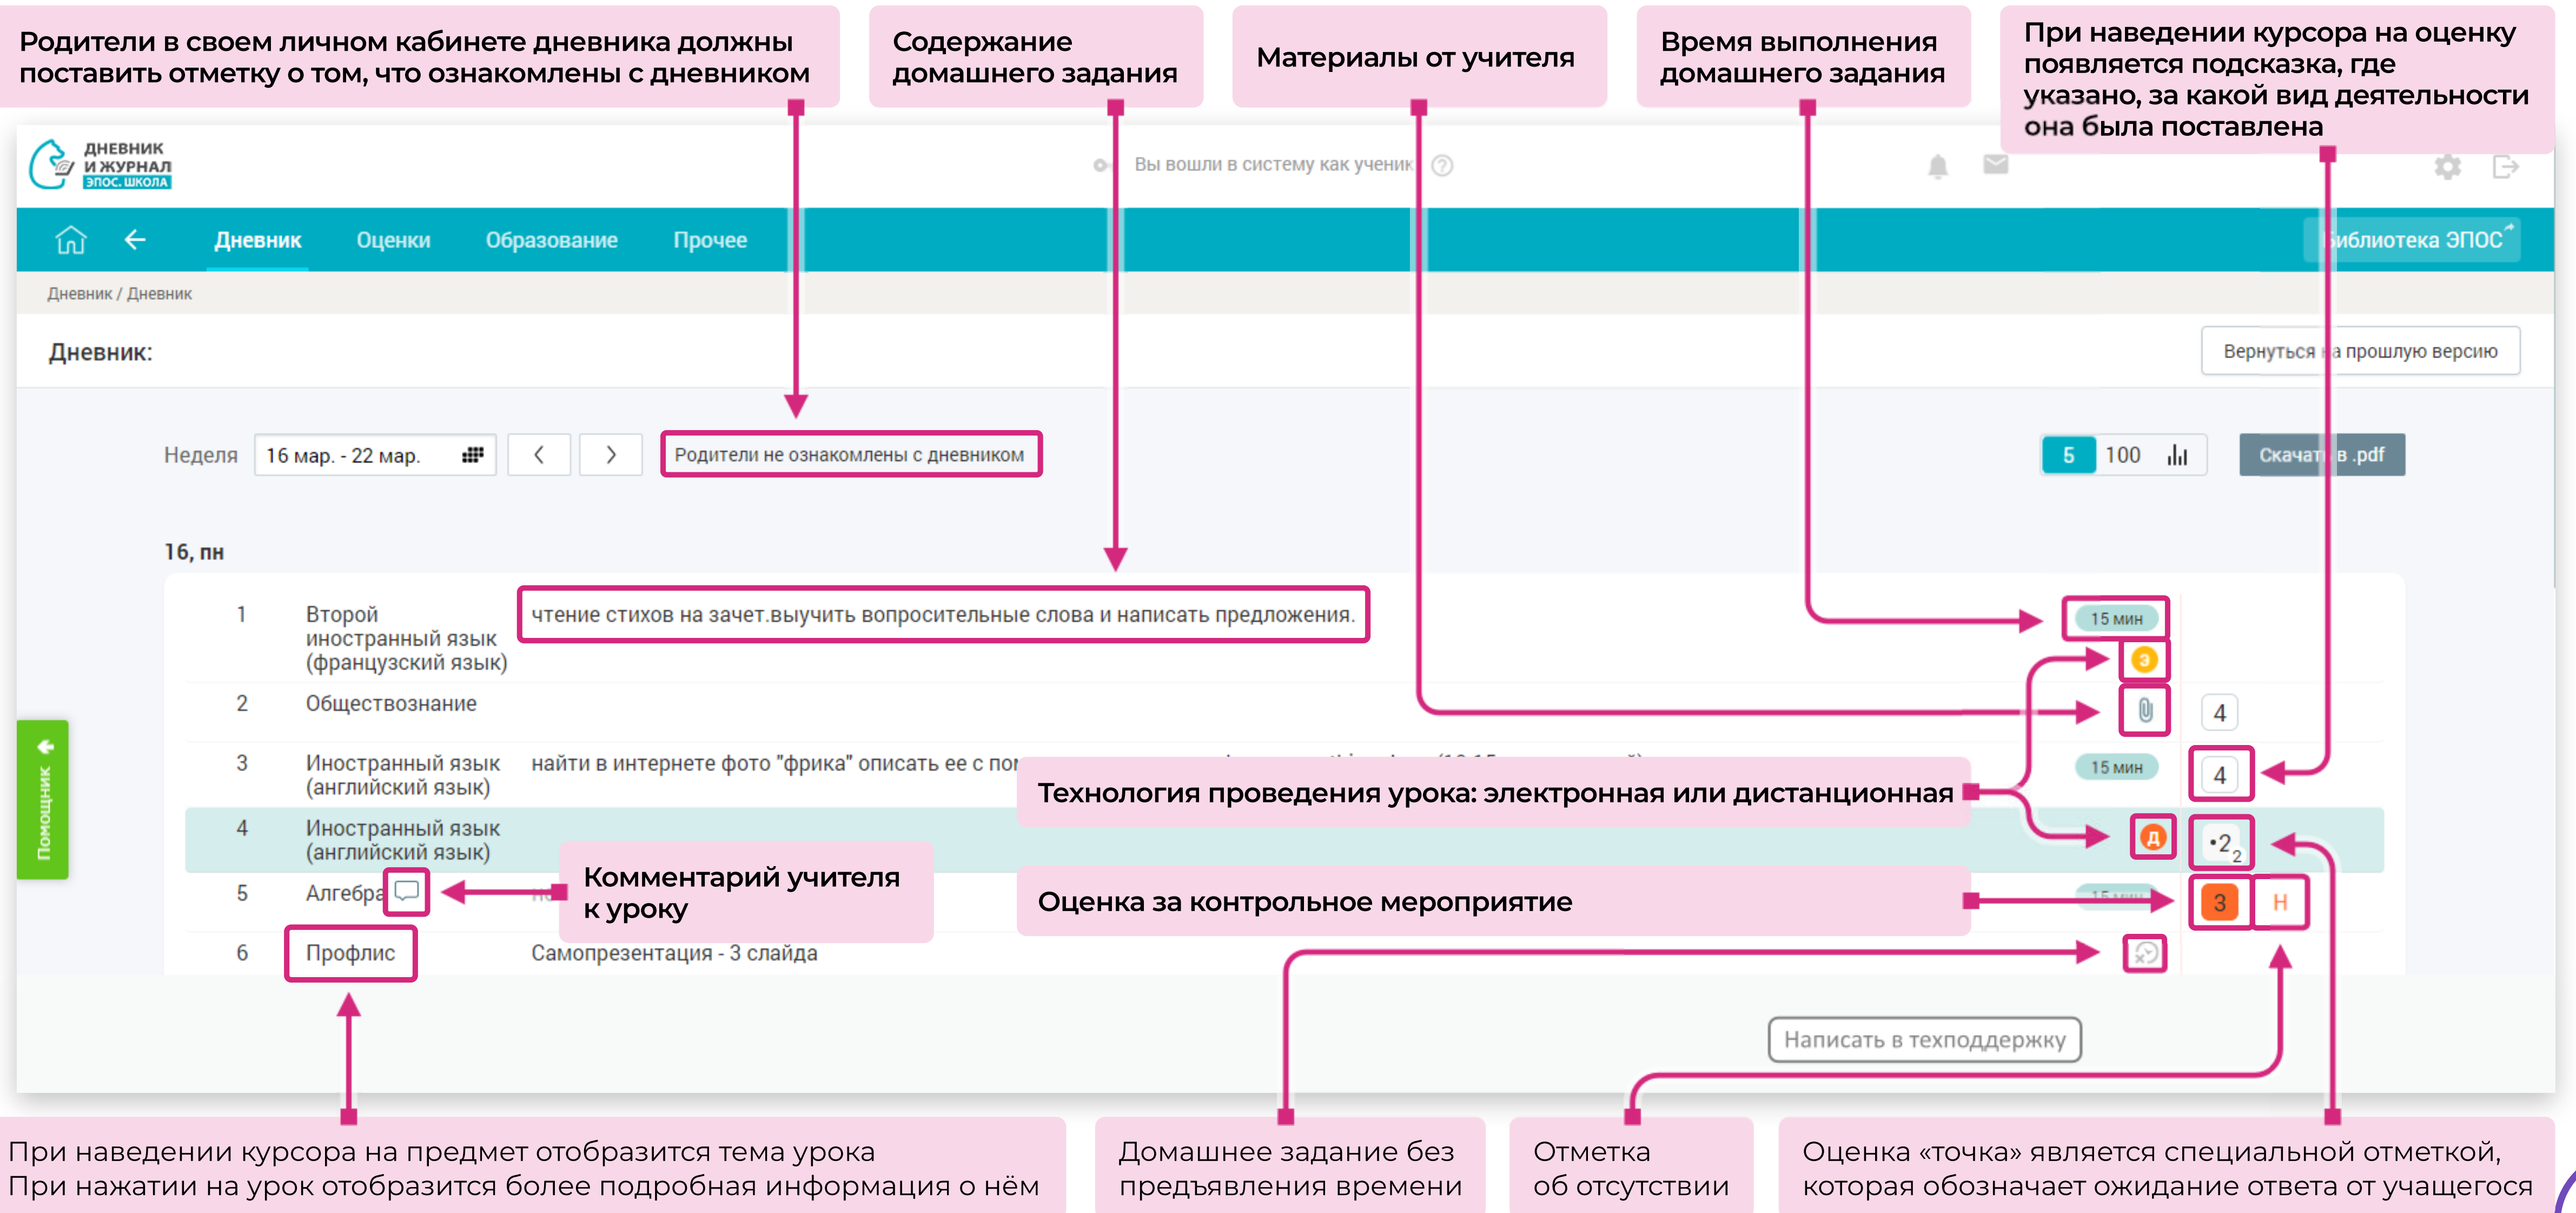 Родители в своем личном кабинете дневника должны
поставить отметку о том, что ознакомлены с дневником
Содержание
домашнего задания
Материалы от учителя
Время выполнения
домашнего задания
При наведении курсора на оценку
появляется подсказка, где
указано, за какой вид деятельности
она была поставлена
ДНЕВНИК
И ЖУРНАЛ
ЭПОС.ШКОЛА
Вы вошли в систему как ученик
Дневник
Оценки
Образование
Прочее
Библиотека ЭПОС
Дневник / Дневник
Дневник:
Вернуться на прошлую версию
Неделя
16 мар. - 22 мар.
Родители не ознакомлены с дневником
5
100
Скачать в .pdf
16, пн
1
Второй
иностранный язык
(французский язык)
чтение стихов на зачет.выучить вопросительные слова и написать предложения.
15 мин
Э
2
Обществознание
4
3
Иностранный язык
(английский язык)
найти в интернете фото "фрика" описать ее с
15 мин
4
Технология проведения урока: электронная или дистанционная
4
Иностранный язык
(английский язык)
Д
•2 2
Помощник
Комментарий учителя
к уроку
5
Алгебра
Оценка за контрольное мероприятие
15 мин
3
Н
6
Профлис
Самопрезентация - 3 слайда
Написать в техподдержку
При наведении курсора на предмет отобразится тема урока
При нажатии на урок отобразится более подробная информация о нём
Домашнее задание без
предъявления времени
Отметка
об отсутствии
Оценка «точка» является специальной отметкой,
которая обозначает ожидание ответа от учащегося